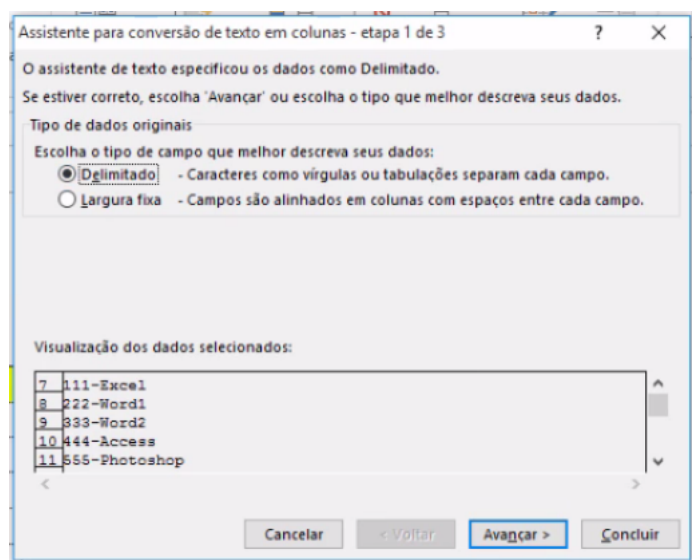 Assistente para conversão de texto em colunas - etapa 1 de 3 ? ×
O assistente de texto especificou os dados como Delimitado.
Se estiver correto, escolha 'Avançar' ou escolha o tipo que melhor descreva seus dados.
Tipo de dados originais
Escolha o tipo de campo que melhor descreva seus dados:
Delimitado - Caracteres como vírgulas ou tabulações separam cada campo.
Largura fixa - Campos são alinhados em colunas com espaços entre cada campo.
Visualização dos dados selecionados:
7 111-Excel
8 222-Word1
9 333-Word2
10 444-Access
11 555-Photoshop
Cancelar < Voltar Avançar > Concluir